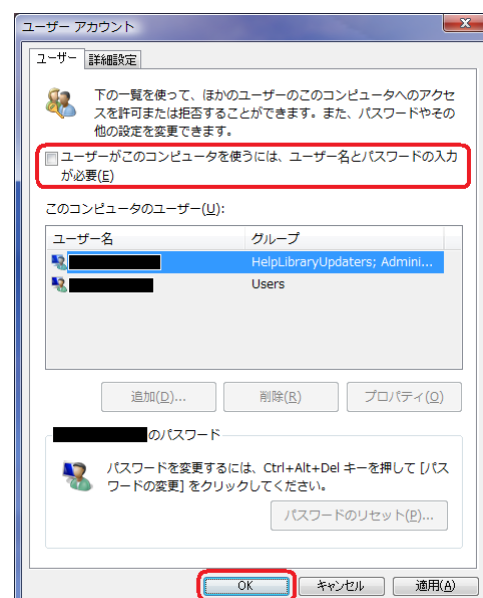 ユーザー アカウント
ユーザー 詳細設定
下の一覧を使って、ほかのユーザーのこのコンピュータへのアクセ
スを許可または拒否することができます。また、パスワードやその
他の設定を変更できます。
ユーザーがこのコンピュータを使うには、ユーザー名とパスワードの入力
が必要(E)
このコンピュータのユーザー(U):
ユーザー名 グループ
HelpLibraryUpdaters; Admini...
Users
追加(D)... 削除(R) プロパティ(O)
のパスワード
パスワードを変更するには、Ctrl+Alt+Del キーを押して [パス
ワードの変更] をクリックしてください。
パスワードのリセット(P)...
OK キャンセル 適用(A)